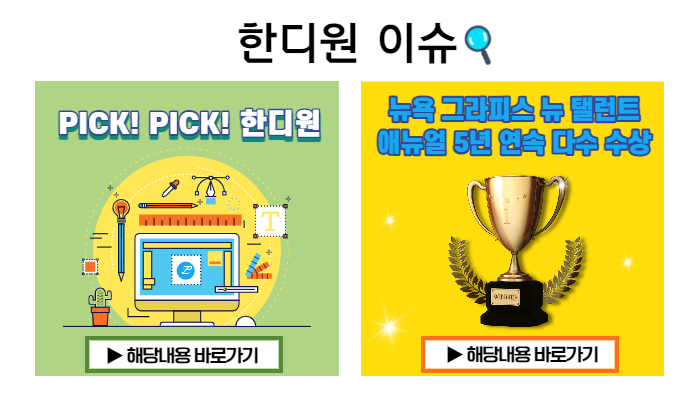 한디원 이슈
PICK! PICK! 한디원
T
▶ 해당내용 바로가기
뉴욕 그라피스 뉴 탤런트
애뉴얼 5년 연속 다수 수상
WINNER
▶ 해당내용 바로가기